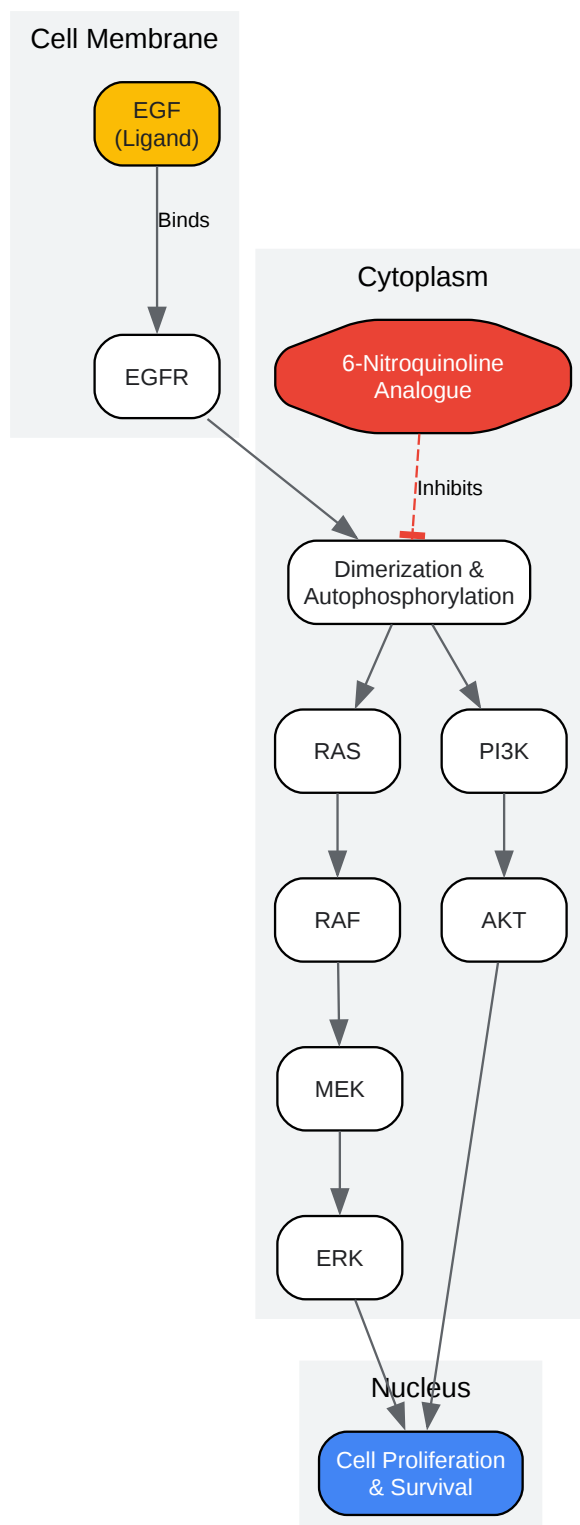 Cell Membrane
EGF
(Ligand)
Binds
EGFR
Cytoplasm
6-Nitroquinoline
Analogue
Inhibits
Dimerization &
Autophosphorylation
RAS
PI3K
RAF
AKT
MEK
ERK
Nucleus
Cell Proliferation
& Survival